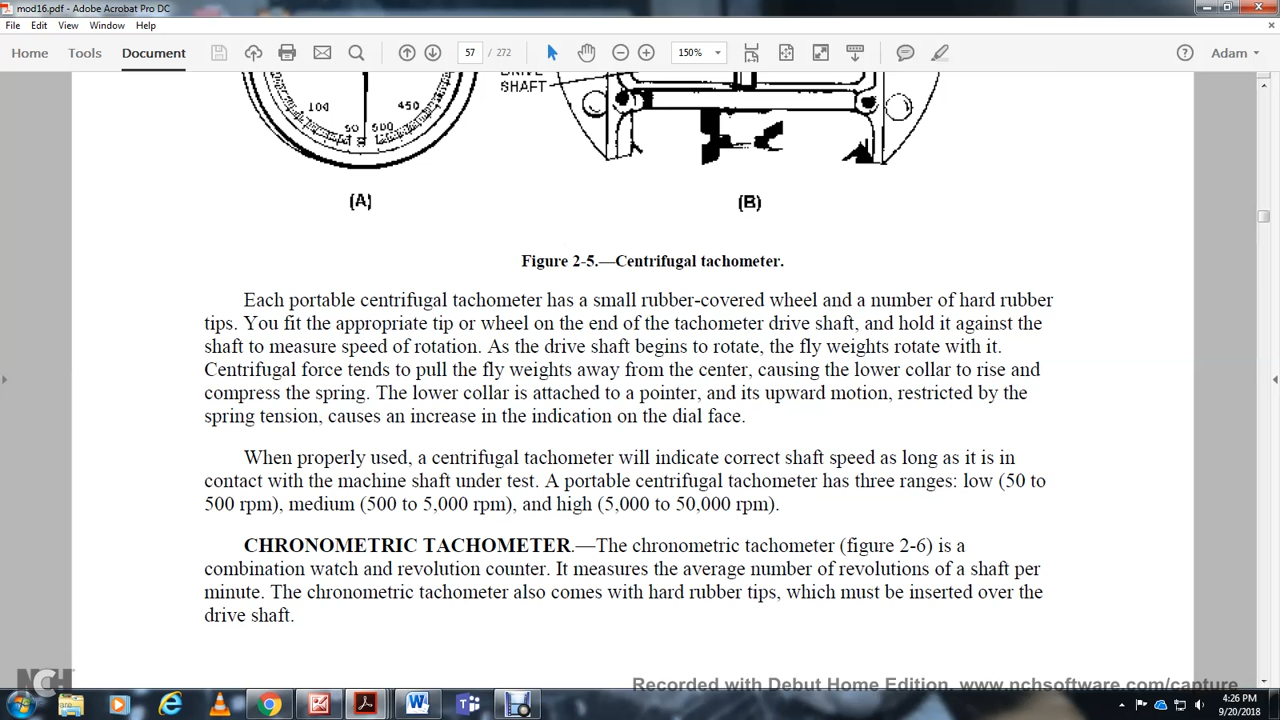 mod16.pdf - Adobe Acrobat Pro DC
File Edit View Window Help
Home Tools Document 57 / 272 150% Adam
DRIVE
SHAFT
100 450
50 500
(A) (B)
Figure 2-5.—Centrifugal tachometer.
Each portable centrifugal tachometer has a small rubber-covered wheel and a number of hard rubber
tips. You fit the appropriate tip or wheel on the end of the tachometer drive shaft, and hold it against the
shaft to measure speed of rotation. As the drive shaft begins to rotate, the fly weights rotate with it.
Centrifugal force tends to pull the fly weights away from the center, causing the lower collar to rise and
compress the spring. The lower collar is attached to a pointer, and its upward motion, restricted by the
spring tension, causes an increase in the indication on the dial face.
When properly used, a centrifugal tachometer will indicate correct shaft speed as long as it is in
contact with the machine shaft under test. A portable centrifugal tachometer has three ranges: low (50 to
500 rpm), medium (500 to 5,000 rpm), and high (5,000 to 50,000 rpm).
CHRONOMETRIC TACHOMETER.—The chronometric tachometer (figure 2-6) is a
combination watch and revolution counter. It measures the average number of revolutions of a shaft per
minute. The chronometric tachometer also comes with hard rubber tips, which must be inserted over the
drive shaft.
NCH
Recorded with Debut Home Edition. www.nchsoftware.com/capture
4:26 PM
9/20/2018